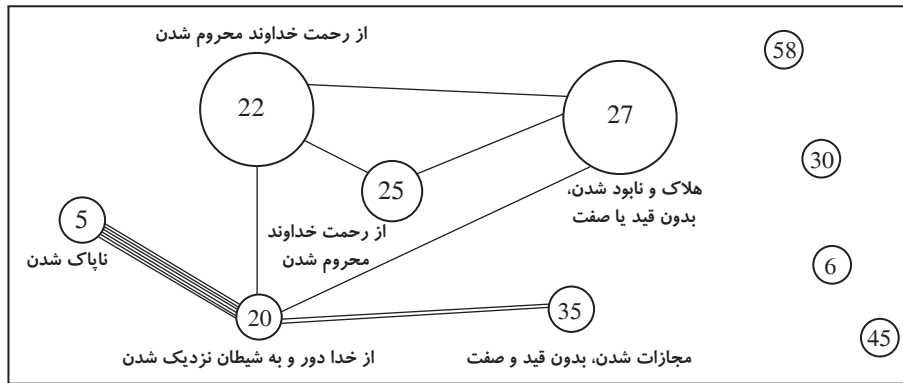 از رحمت خداوند محروم شدن
58
22
27
30
25
هلاک و نابود شدن،
بدون قید یا صفت
5
از رحمت خداوند
محروم شدن
ناپاک شدن
6
20
35
45
از خدا دور و به شیطان نزدیک شدن
مجازات شدن، بدون قید و صفت